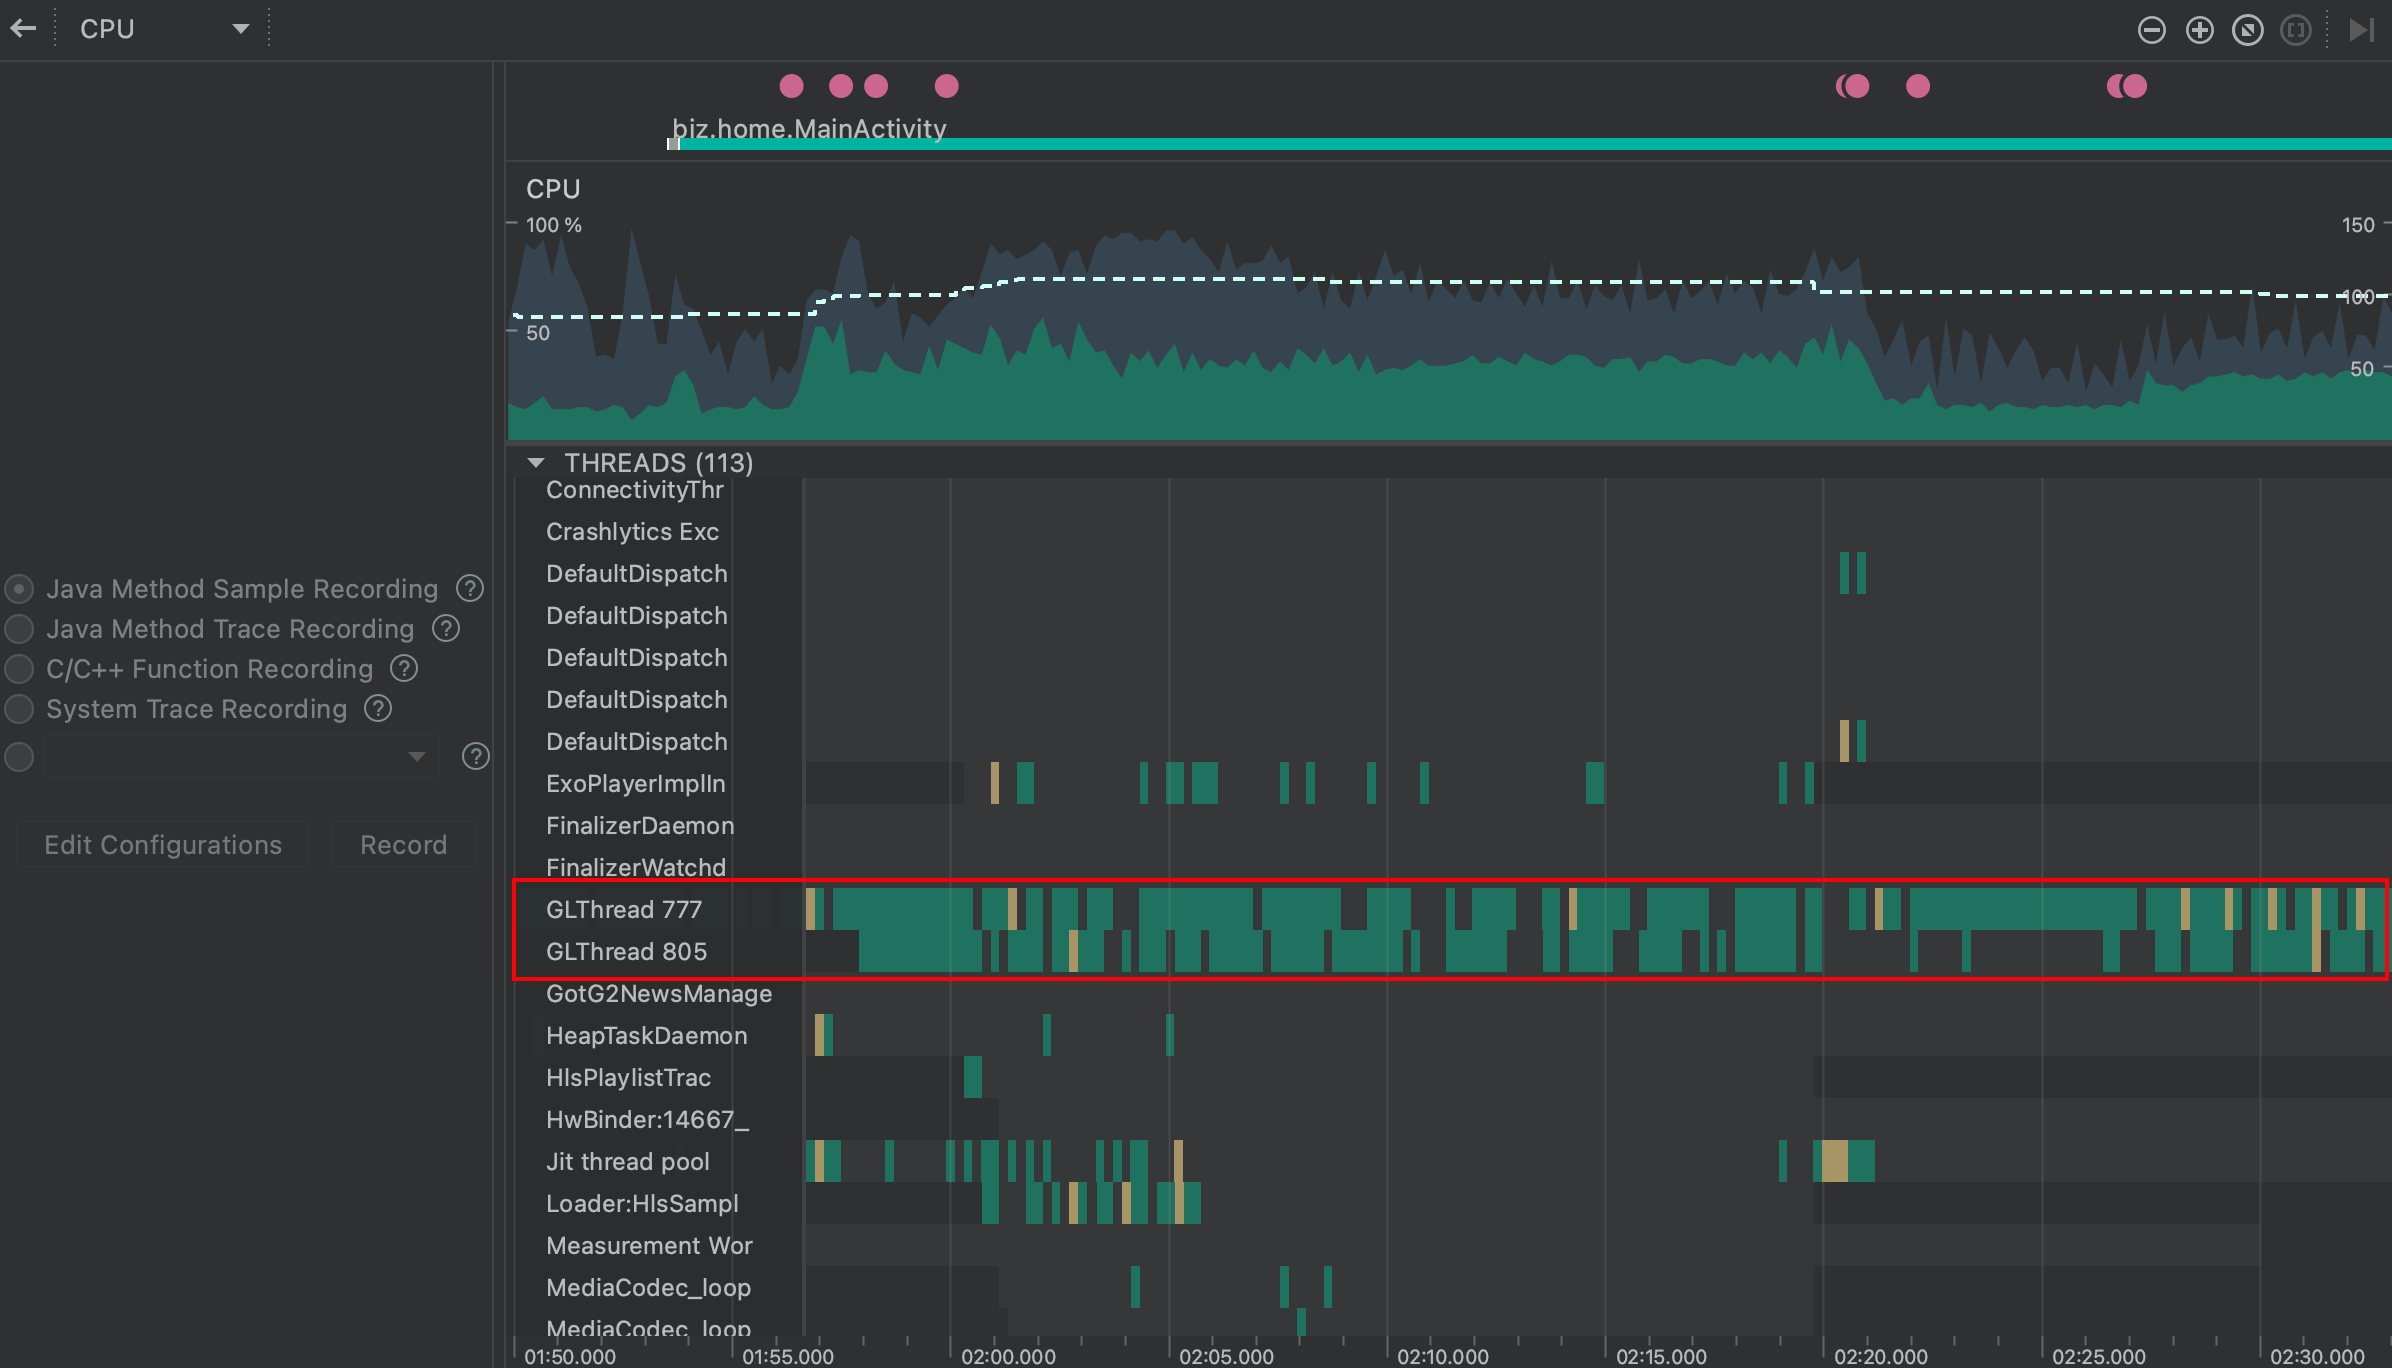 CPU
biz.home.MainActivity
CPU
100 %
150
100
50
50
THREADS (113)
ConnectivityThr
Crashlytics Exc
DefaultDispatch
DefaultDispatch
DefaultDispatch
DefaultDispatch
DefaultDispatch
ExoPlayerImplIn
FinalizerDaemon
FinalizerWatchd
GLThread 777
GLThread 805
GotG2NewsManage
HeapTaskDaemon
HlsPlaylistTrac
HwBinder:14667_
Jit thread pool
Loader:HlsSampl
Measurement Wor
MediaCodec_loop
MediaCodec_loop
01:50.000
01:55.000
02:00.000
02:05.000
02:10.000
02:15.000
02:20.000
02:25.000
02:30.000
Java Method Sample Recording ?
Java Method Trace Recording ?
C/C++ Function Recording ?
System Trace Recording ?
?
Edit Configurations
Record